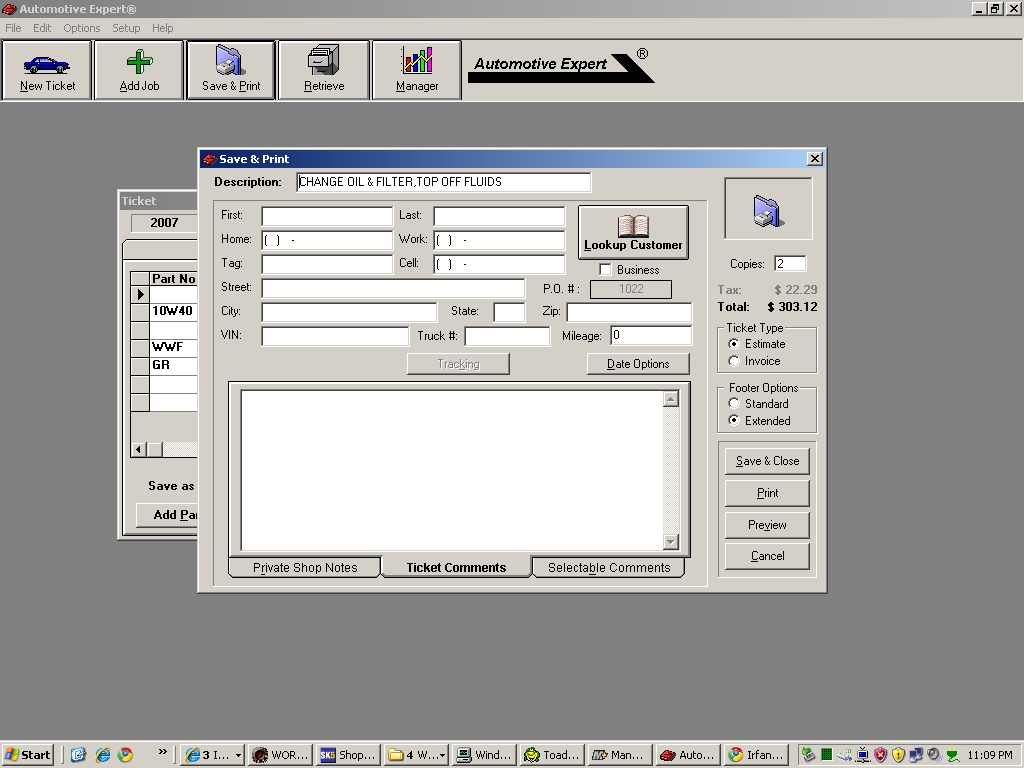 Automotive Expert®
File Edit Options Setup Help
New Ticket Add Job Save & Print Retrieve Manager
Automotive Expert ®
Save & Print
Description: CHANGE OIL & FILTER,TOP OFF FLUIDS
Ticket
2007
Part No
10W40
WWF
GR
Save as
Add Par
First: Last:
Lookup Customer
Home: ( ) - Work: ( ) -
Tag: Cell: ( ) -
Business
Street: P.O. #: 1022
City: State: Zip:
VIN: Truck #: Mileage: 0
Tracking Date Options
Private Shop Notes Ticket Comments Selectable Comments
Copies: 2
Tax: $ 22.29
Total: $ 303.12
Ticket Type
Estimate
Invoice
Footer Options
Standard
Extended
Save & Close
Print
Preview
Cancel
Start » 3 I... WOR... SKS Shop... 4 W... Wind... Toad... Man... Auto... Irfan... 11:09 PM